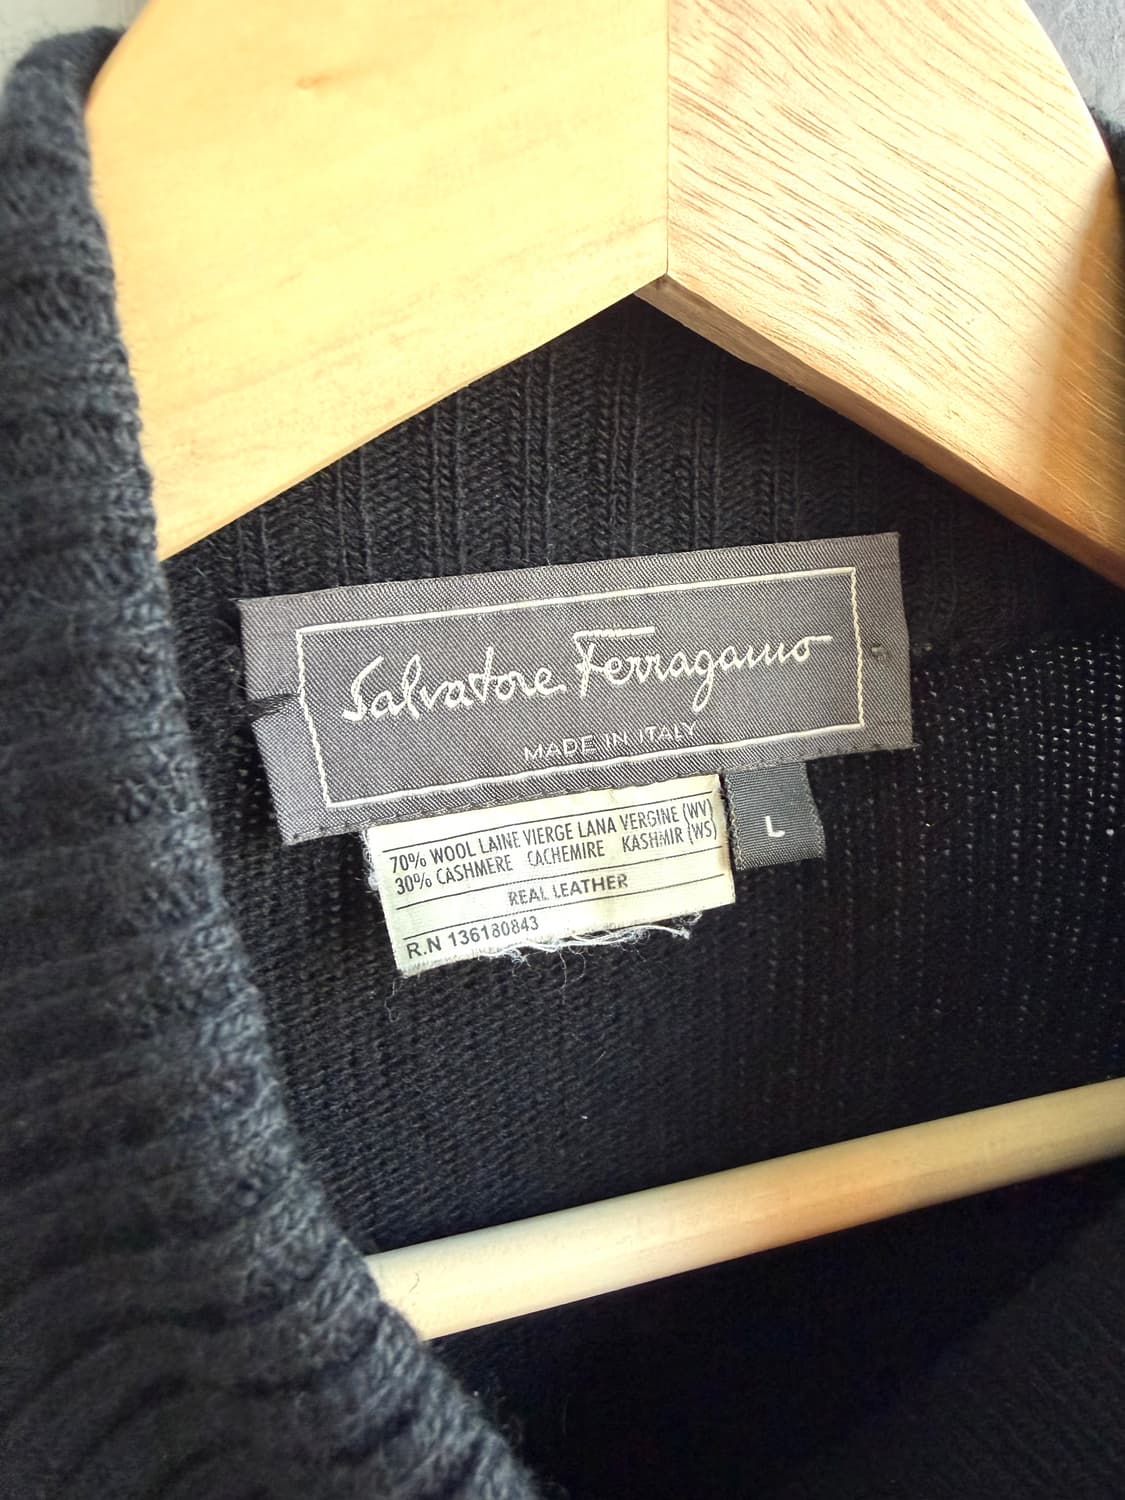 Salvatore Ferragamo
MADE IN ITALY
70% WOOL LAINE VIERGE LANA VERGINE (WV)
30% CASHMERE CACHEMIRE KASHMIR (WS)
REAL LEATHER
R.N 136180843
L